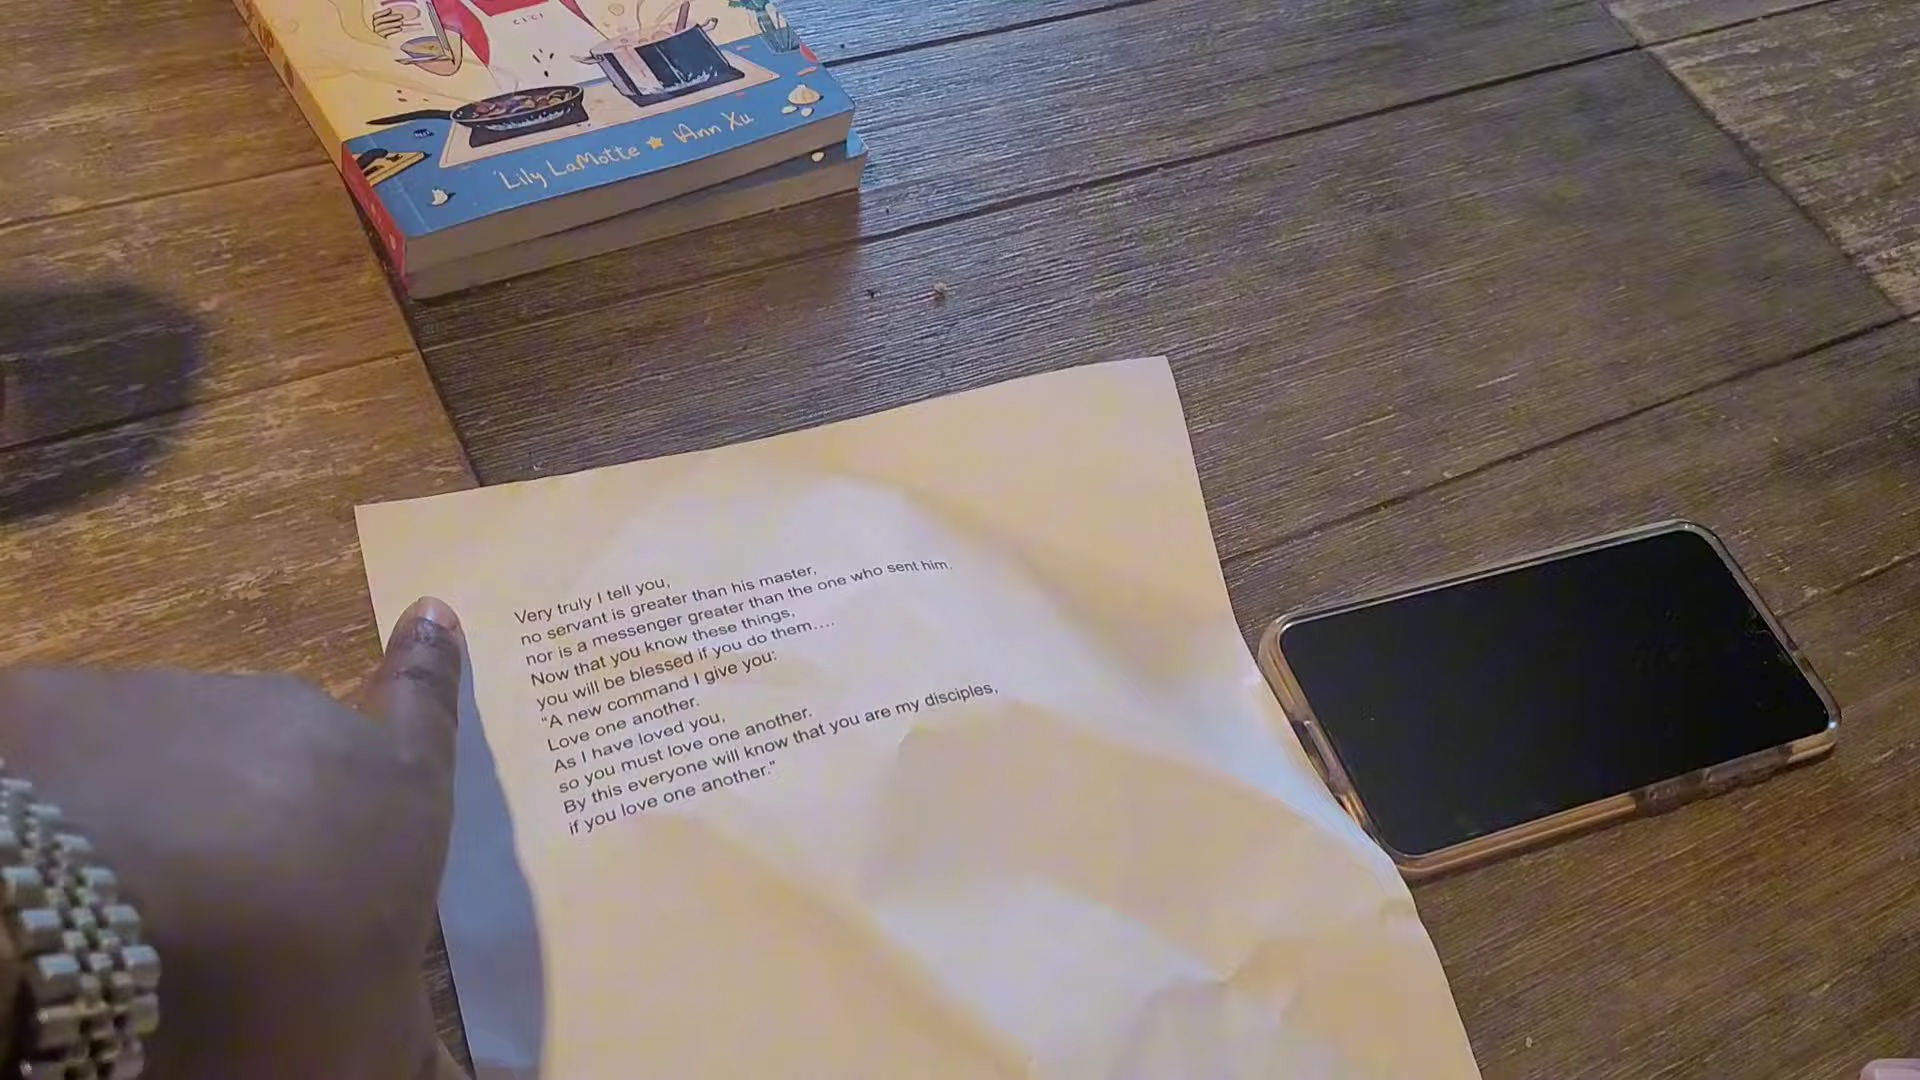 CICI
Lily LaMotte ★ Ann Xu
Very truly I tell you,
no servant is greater than his master,
nor is a messenger greater than the one who sent him.
Now that you know these things,
you will be blessed if you do them....
“A new command I give you:
Love one another.
As I have loved you,
so you must love one another.
By this everyone will know that you are my disciples,
if you love one another.”